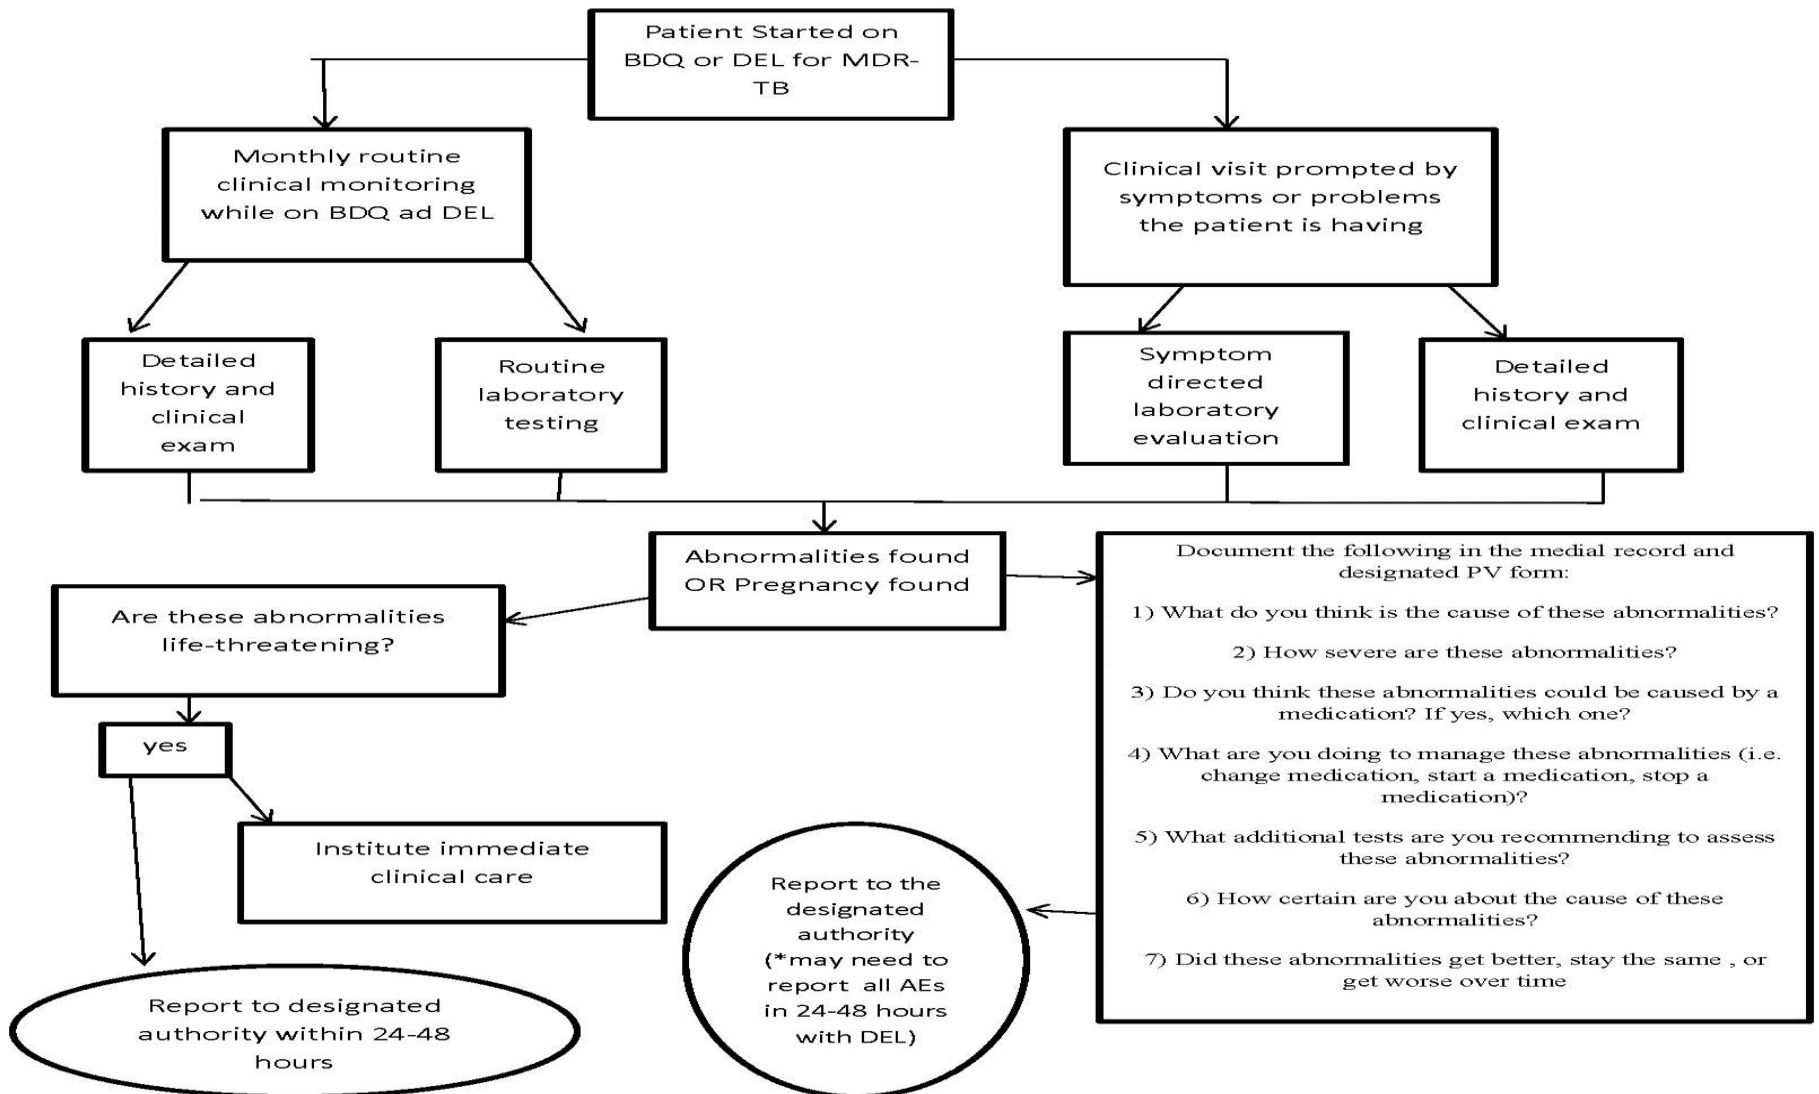 Patient Started on
BDQ or DEL for MDR-
TB
Monthly routine
clinical monitoring
while on BDQ ad DEL
Clinical visit prompted by
symptoms or problems
the patient is having
Detailed
history and
clinical
exam
Routine
laboratory
testing
Symptom
directed
laboratory
evaluation
Detailed
history and
clinical exam
Abnormalities found
OR Pregnancy found
Are these abnormalities
life-threatening?
yes
Institute immediate
clinical care
Report to designated
authority within 24-48
hours
Report to the
designated
authority
(*may need to
report all AEs
in 24-48 hours
with DEL)
Document the following in the medial record and
designated PV form:
1) What do you think is the cause of these abnormalities?
2) How severe are these abnormalities?
3) Do you think these abnormalities could be caused by a
medication? If yes, which one?
4) What are you doing to manage these abnormalities (i.e.
change medication, start a medication, stop a
medication)?
5) What additional tests are you recommending to assess
these abnormalities?
6) How certain are you about the cause of these
abnormalities?
7) Did these abnormalities get better, stay the same , or
get worse over time